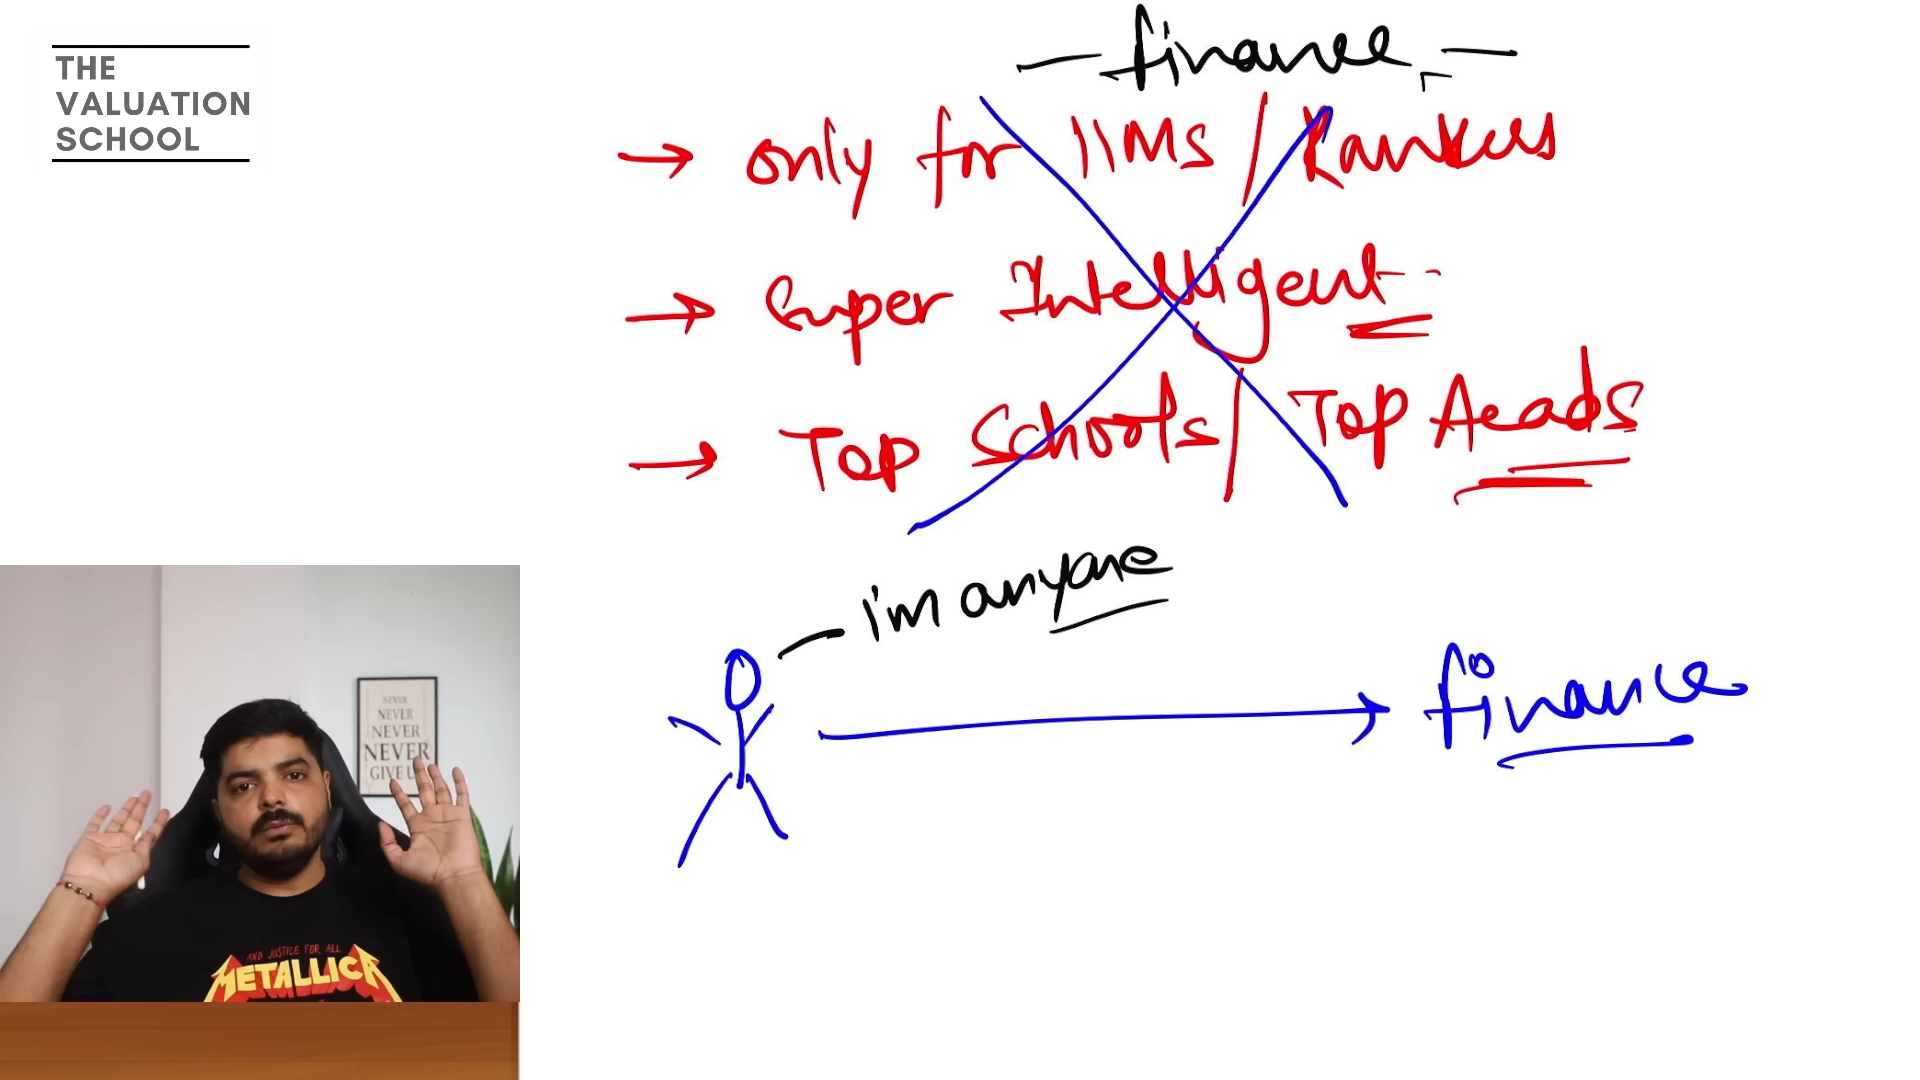 THE
VALUATION
SCHOOL
finance
→ only for IIMs / Rankers
→ Super Intelligent
→ Top Schools / Top Acads
i'm anyone
finance
NEVER
NEVER
NEVER
NEVER
GIVE U
AND JUSTICE FOR ALL
METALLICA